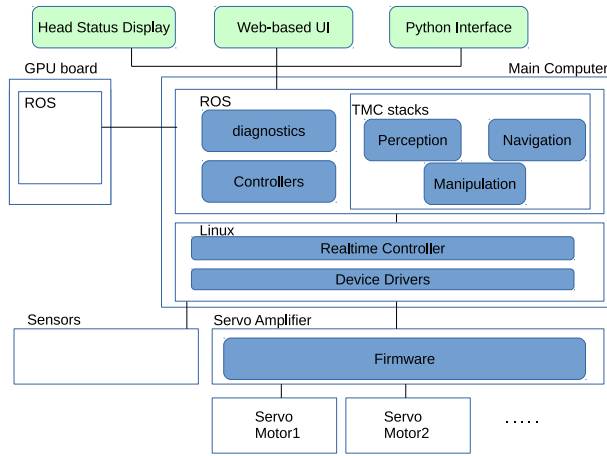 Head Status Display
Web-based UI
Python Interface
GPU board
Main Computer
ROS
ROS
TMC stacks
diagnostics
Perception
Navigation
Controllers
Manipulation
Linux
Realtime Controller
Device Drivers
Sensors
Servo Amplifier
Firmware
Servo
Motor1
Servo
Motor2
.....